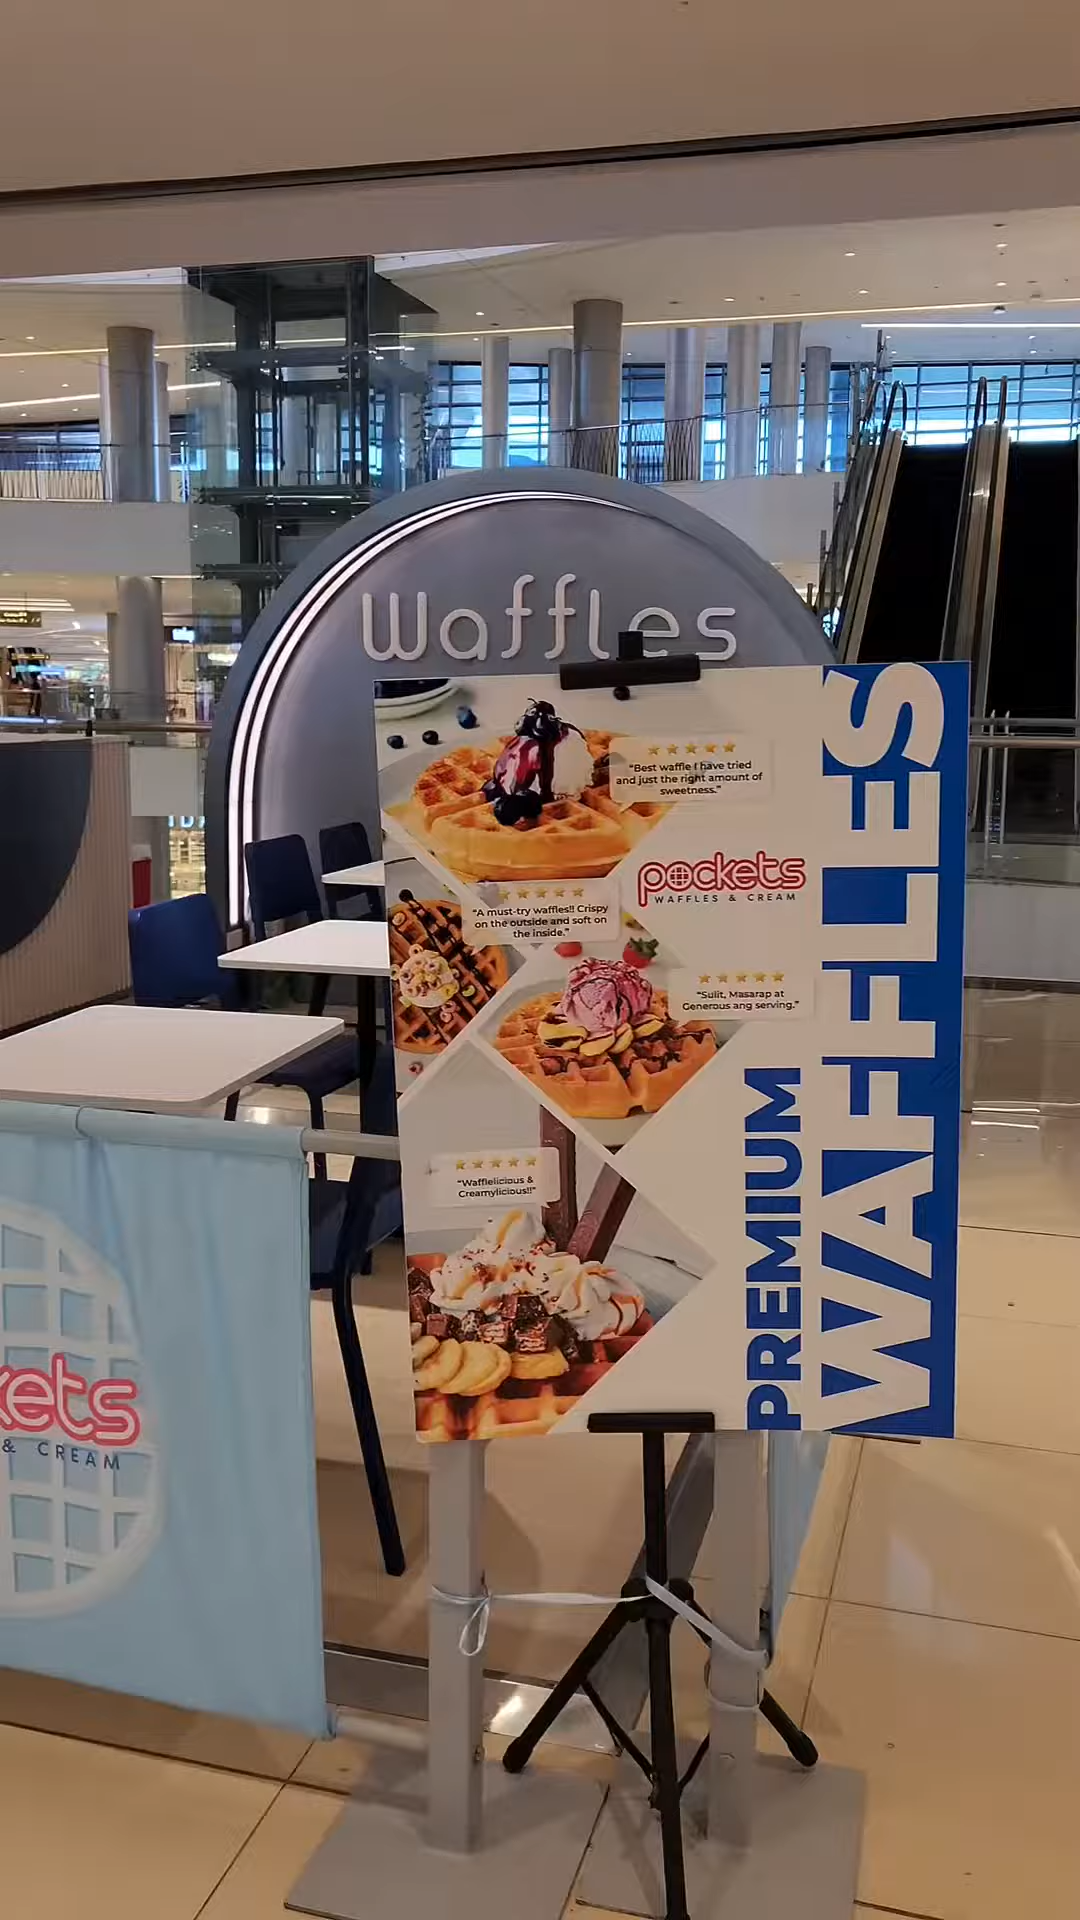 Waffles
"Best waffle I have tried
and just the right amount of
sweetness."
pockets
WAFFLES & CREAM
"A must-try waffles!! Crispy
on the outside and soft on
the inside."
"Sulit, Masarap at
Generous ang serving."
"Wafflelicious &
Creamylicious!!"
PREMIUM
WAFFLES
kets
& CREAM